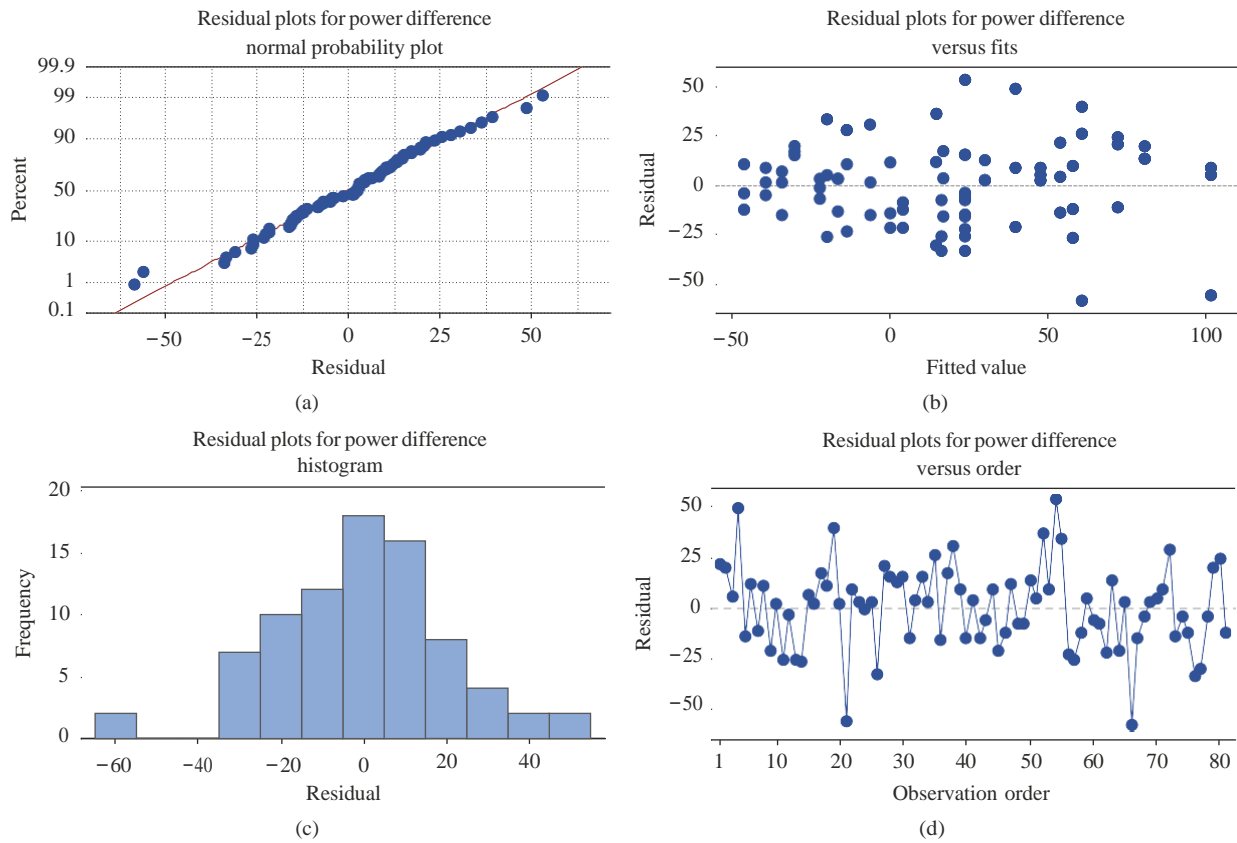 Residual plots for power difference
normal probability plot
99.9
99
90
50
10
1
0.1
Percent
−50
−25
0
25
50
Residual
(a)
Residual plots for power difference
versus fits
50
25
0
−25
−50
Residual
−50
0
50
100
Fitted value
(b)
Residual plots for power difference
histogram
20
15
10
5
0
Frequency
−60
−40
−20
0
20
40
Residual
(c)
Residual plots for power difference
versus order
50
25
0
−25
−50
Residual
1
10
20
30
40
50
60
70
80
Observation order
(d)